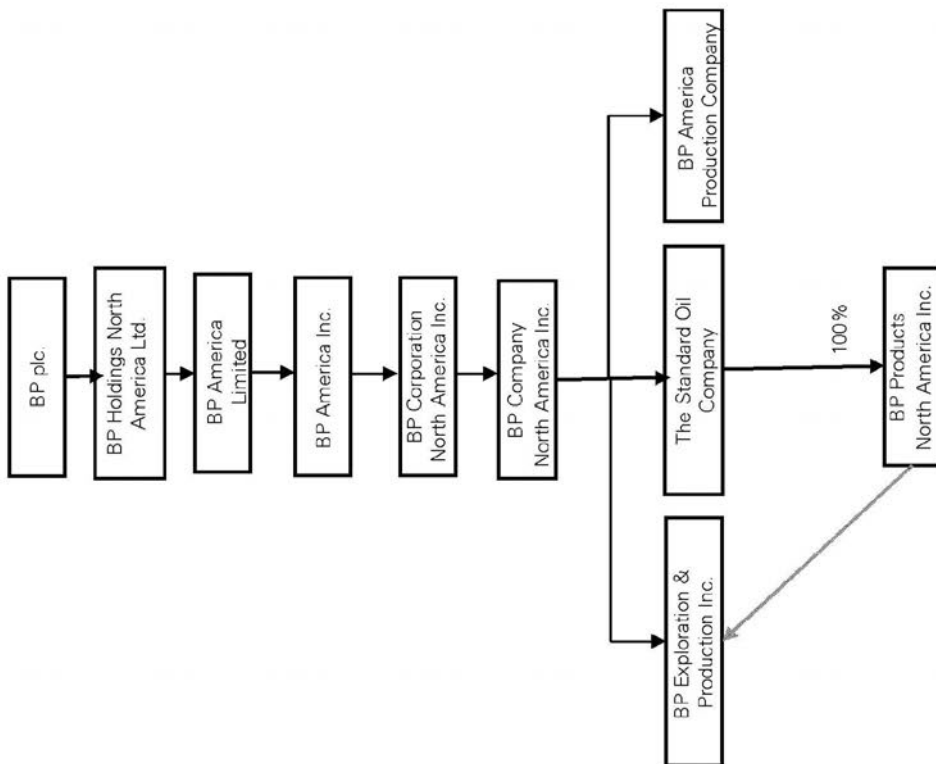 BP plc.
BP Holdings North
America Ltd.
BP America
Limited
BP America Inc.
BP Corporation
North America Inc.
BP Company
North America Inc.
BP Exploration &
Production Inc.
The Standard Oil
Company
BP America
Production Company
100%
BP Products
North America Inc.